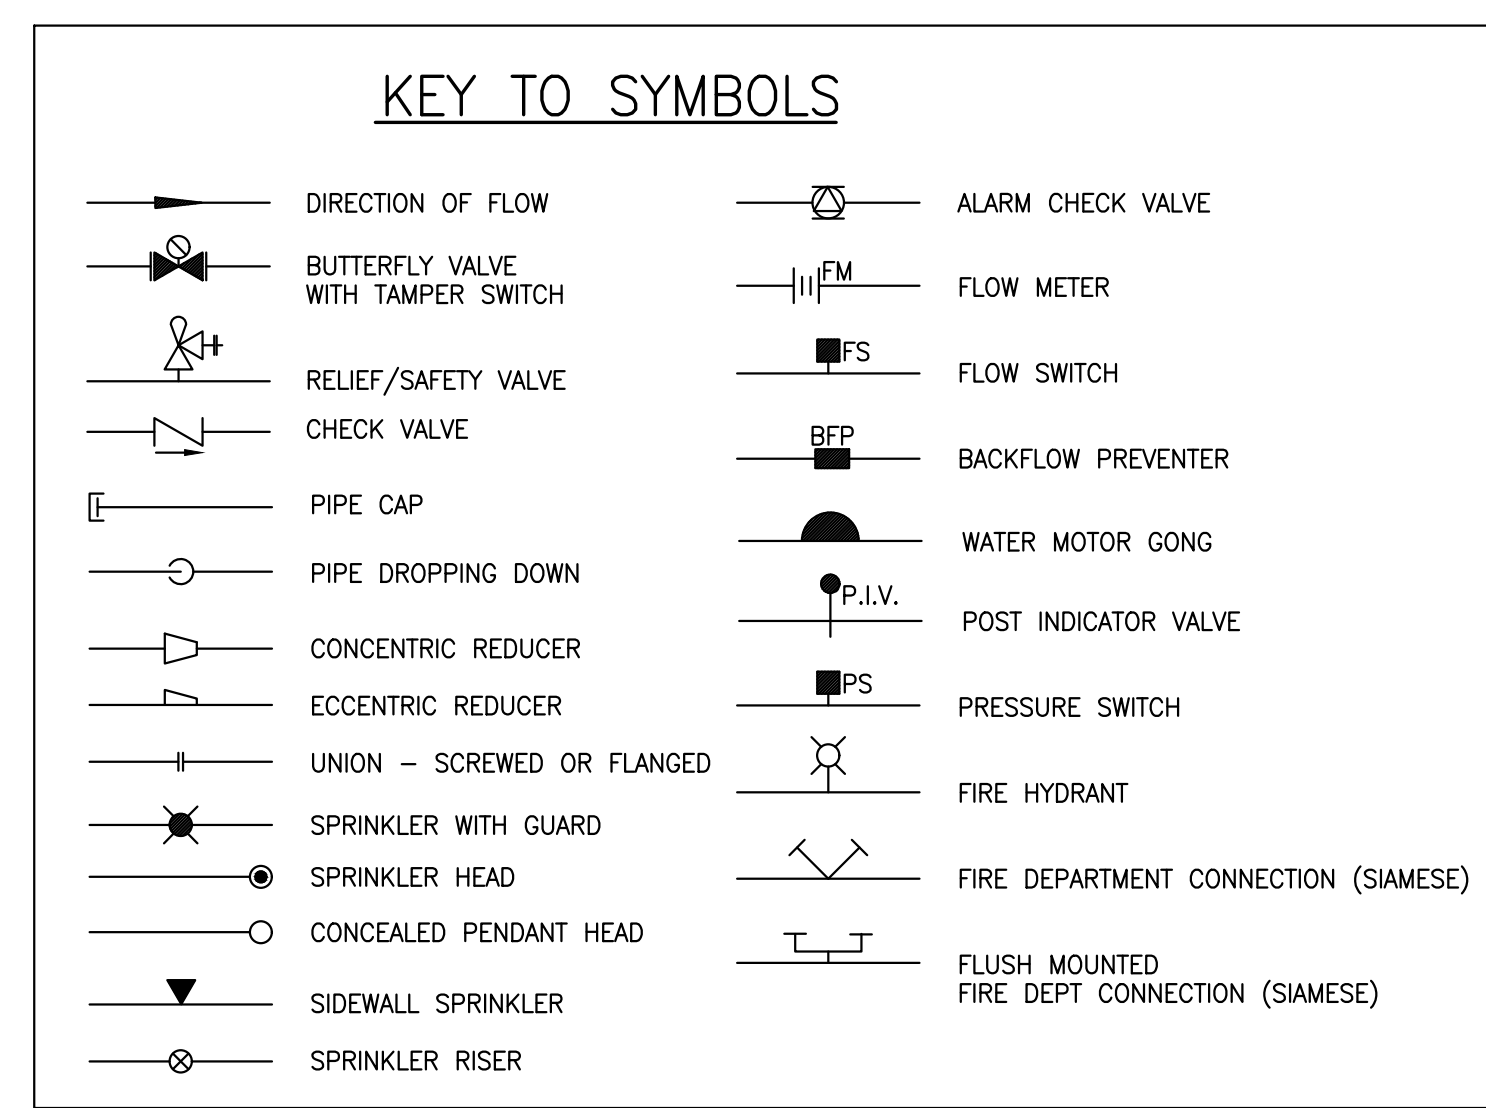 KEY TO SYMBOLS
DIRECTION OF FLOW
BUTTERFLY VALVE
WITH TAMPER SWITCH
RELIEF/SAFETY VALVE
CHECK VALVE
PIPE CAP
PIPE DROPPING DOWN
CONCENTRIC REDUCER
ECCENTRIC REDUCER
UNION – SCREWED OR FLANGED
SPRINKLER WITH GUARD
SPRINKLER HEAD
CONCEALED PENDANT HEAD
SIDEWALL SPRINKLER
SPRINKLER RISER
ALARM CHECK VALVE
FM
FLOW METER
FS
FLOW SWITCH
BFP
BACKFLOW PREVENTER
WATER MOTOR GONG
P.I.V.
POST INDICATOR VALVE
PS
PRESSURE SWITCH
FIRE HYDRANT
FIRE DEPARTMENT CONNECTION (SIAMESE)
FLUSH MOUNTED
FIRE DEPT CONNECTION (SIAMESE)